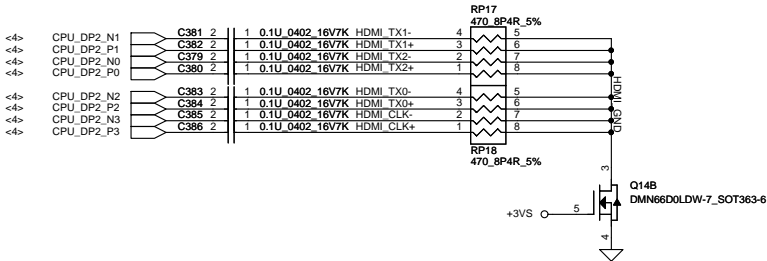 RP17
470_8P4R_5%
<4> CPU_DP2_N1 C381 2 1 0.1U_0402_16V7K HDMI_TX1- 4 5
<4> CPU_DP2_P1 C382 2 1 0.1U_0402_16V7K HDMI_TX1+ 3 6
<4> CPU_DP2_N0 C379 2 1 0.1U_0402_16V7K HDMI_TX2- 2 7
<4> CPU_DP2_P0 C380 2 1 0.1U_0402_16V7K HDMI_TX2+ 1 8
<4> CPU_DP2_N2 C383 2 1 0.1U_0402_16V7K HDMI_TX0- 4 5
<4> CPU_DP2_P2 C384 2 1 0.1U_0402_16V7K HDMI_TX0+ 3 6
<4> CPU_DP2_N3 C385 2 1 0.1U_0402_16V7K HDMI_CLK- 2 7
<4> CPU_DP2_P3 C386 2 1 0.1U_0402_16V7K HDMI_CLK+ 1 8
HDMI_GND
RP18
470_8P4R_5%
3
Q14B
DMN66D0LDW-7_SOT363-6
+3VS 5
4